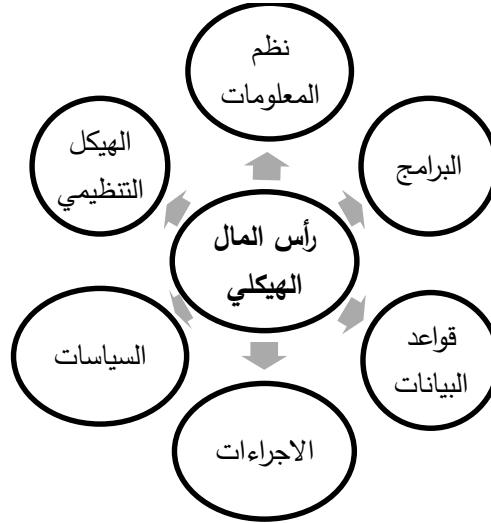 نظم
المعلومات
البرامج
الهيكل
التنظيمي
رأس المال
الهيكلي
قواعد
البيانات
السياسات
الاجراءات